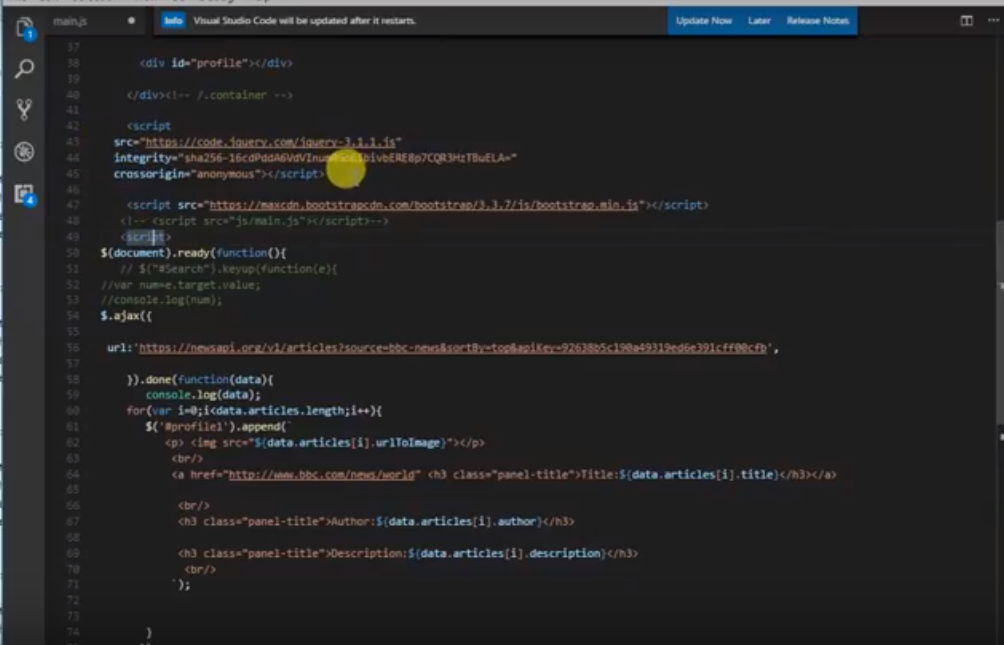 main.js
Info Visual Studio Code will be updated after it restarts.
Update Now Later Release Notes
1
4
37
38 <div id="profile"></div>
39
40 </div><!-- /.container -->
41
42 <script
43 src="https://code.jquery.com/jquery-3.1.1.js"
44 integrity="
45 crossorigin="anonymous"></script>
46
47 <script src="https://maxcdn.bootstrapcdn.com/bootstrap/3.3.7/js/bootstrap.min.js"></script>
48 <!-- <script src="js/main.js"></script>-->
49 <script>
50 $(document).ready(function(){
51 // $("#Search").keyup(function(e){
52 //var num=e.target.value;
53 //console.log(num);
54 $.ajax({
55
56 url:'https://newsapi.org/v1/articles?source=bbc-news&sortBy=top&apiKey=
57
58 }).done(function(data){
59 console.log(data);
60 for(var i=0;i<data.articles.length;i++){
61 $('#profile1').append(`
62 <p> <img src="${data.articles[i].urlToImage}"></p>
63 <br/>
64 <a href="http://www.bbc.com/news/world" <h3 class="panel-title">Title:${data.articles[i].title}</h3></a>
65
66 <br/>
67 <h3 class="panel-title">Author:${data.articles[i].author}</h3>
68
69 <h3 class="panel-title">Description:${data.articles[i].description}</h3>
70 <br/>
71 `);
72
73
74 }